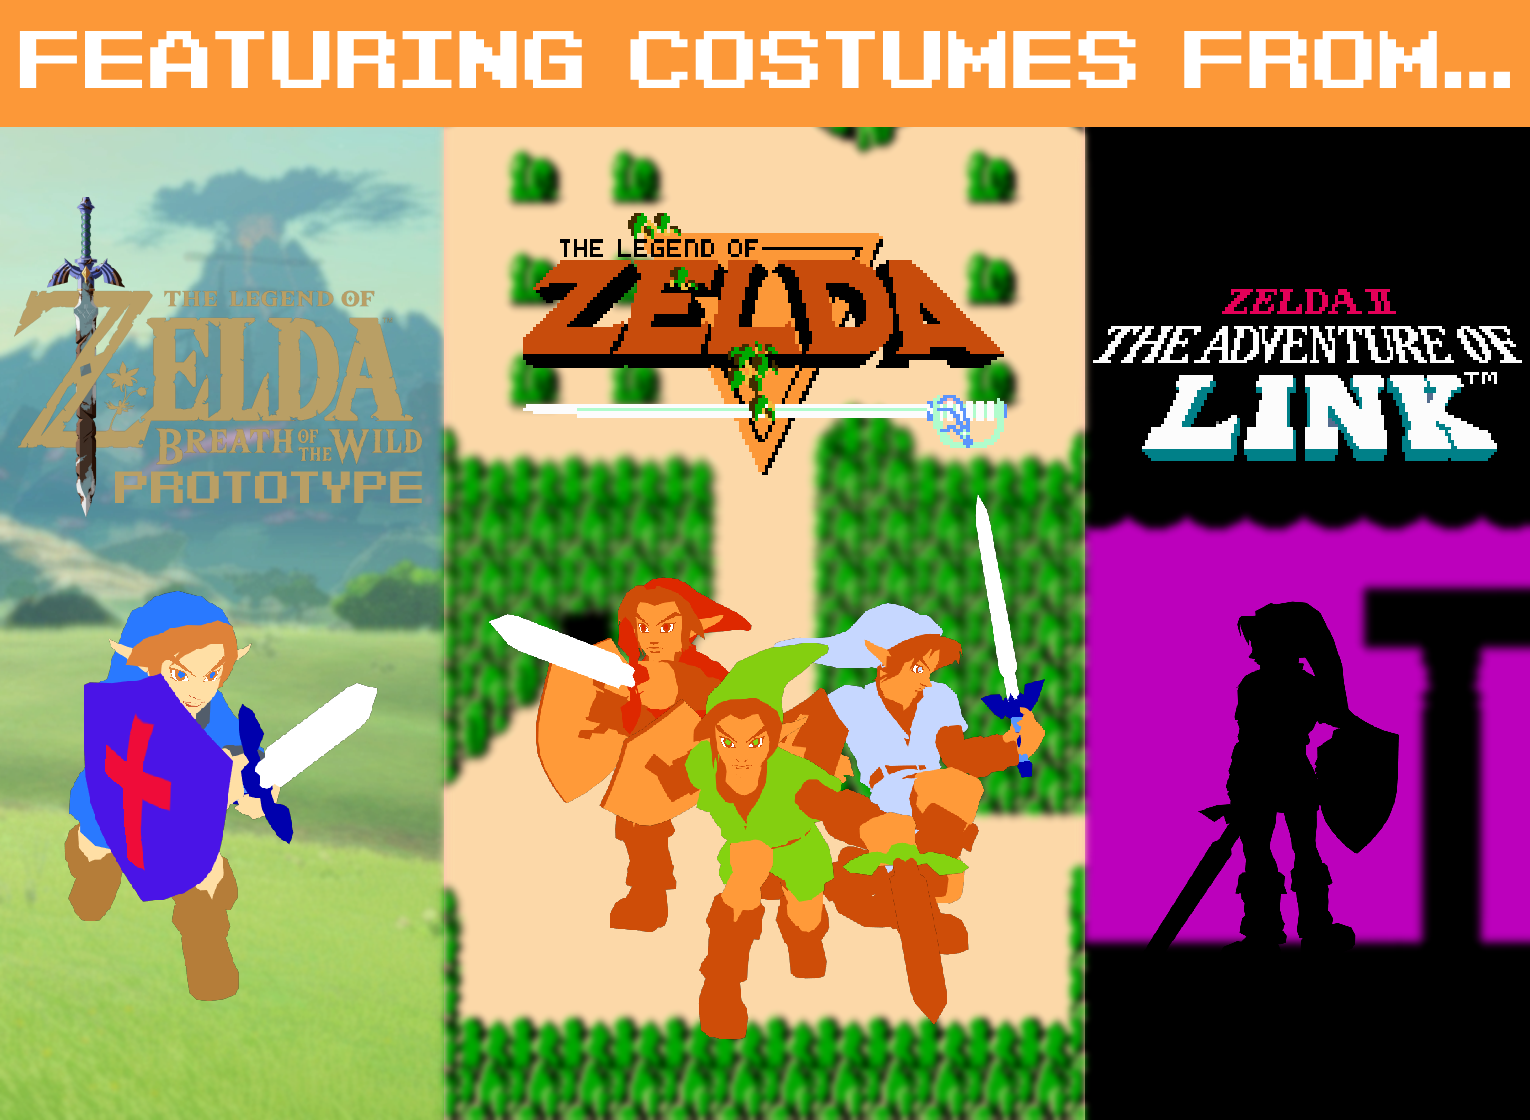 FEATURING COSTUMES FROM...
THE LEGEND OF
ZELDA
BREATH OF THE WILD
PROTOTYPE
THE LEGEND OF
ZELDA
ZELDA II
THE ADVENTURE OF
LINK™